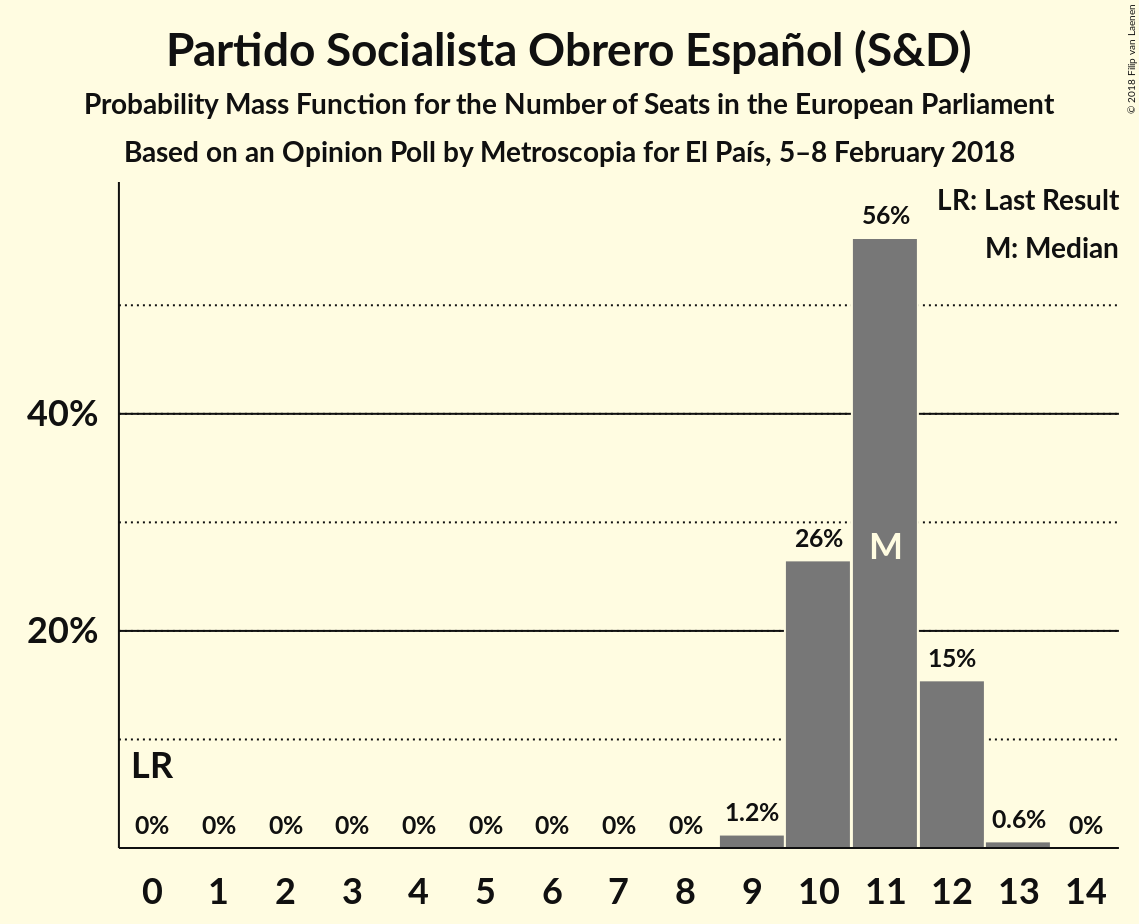 Partido Socialista Obrero Español (S&D)
Probability Mass Function for the Number of Seats in the European Parliament
Based on an Opinion Poll by Metroscopia for El País, 5–8 February 2018
© 2018 Filip van Laenen
LR: Last Result
M: Median
56%
40%
26%
M
20%
15%
LR
0% 0% 0% 0% 0% 0% 0% 0% 0% 1.2% 0.6% 0%
0 1 2 3 4 5 6 7 8 9 10 11 12 13 14